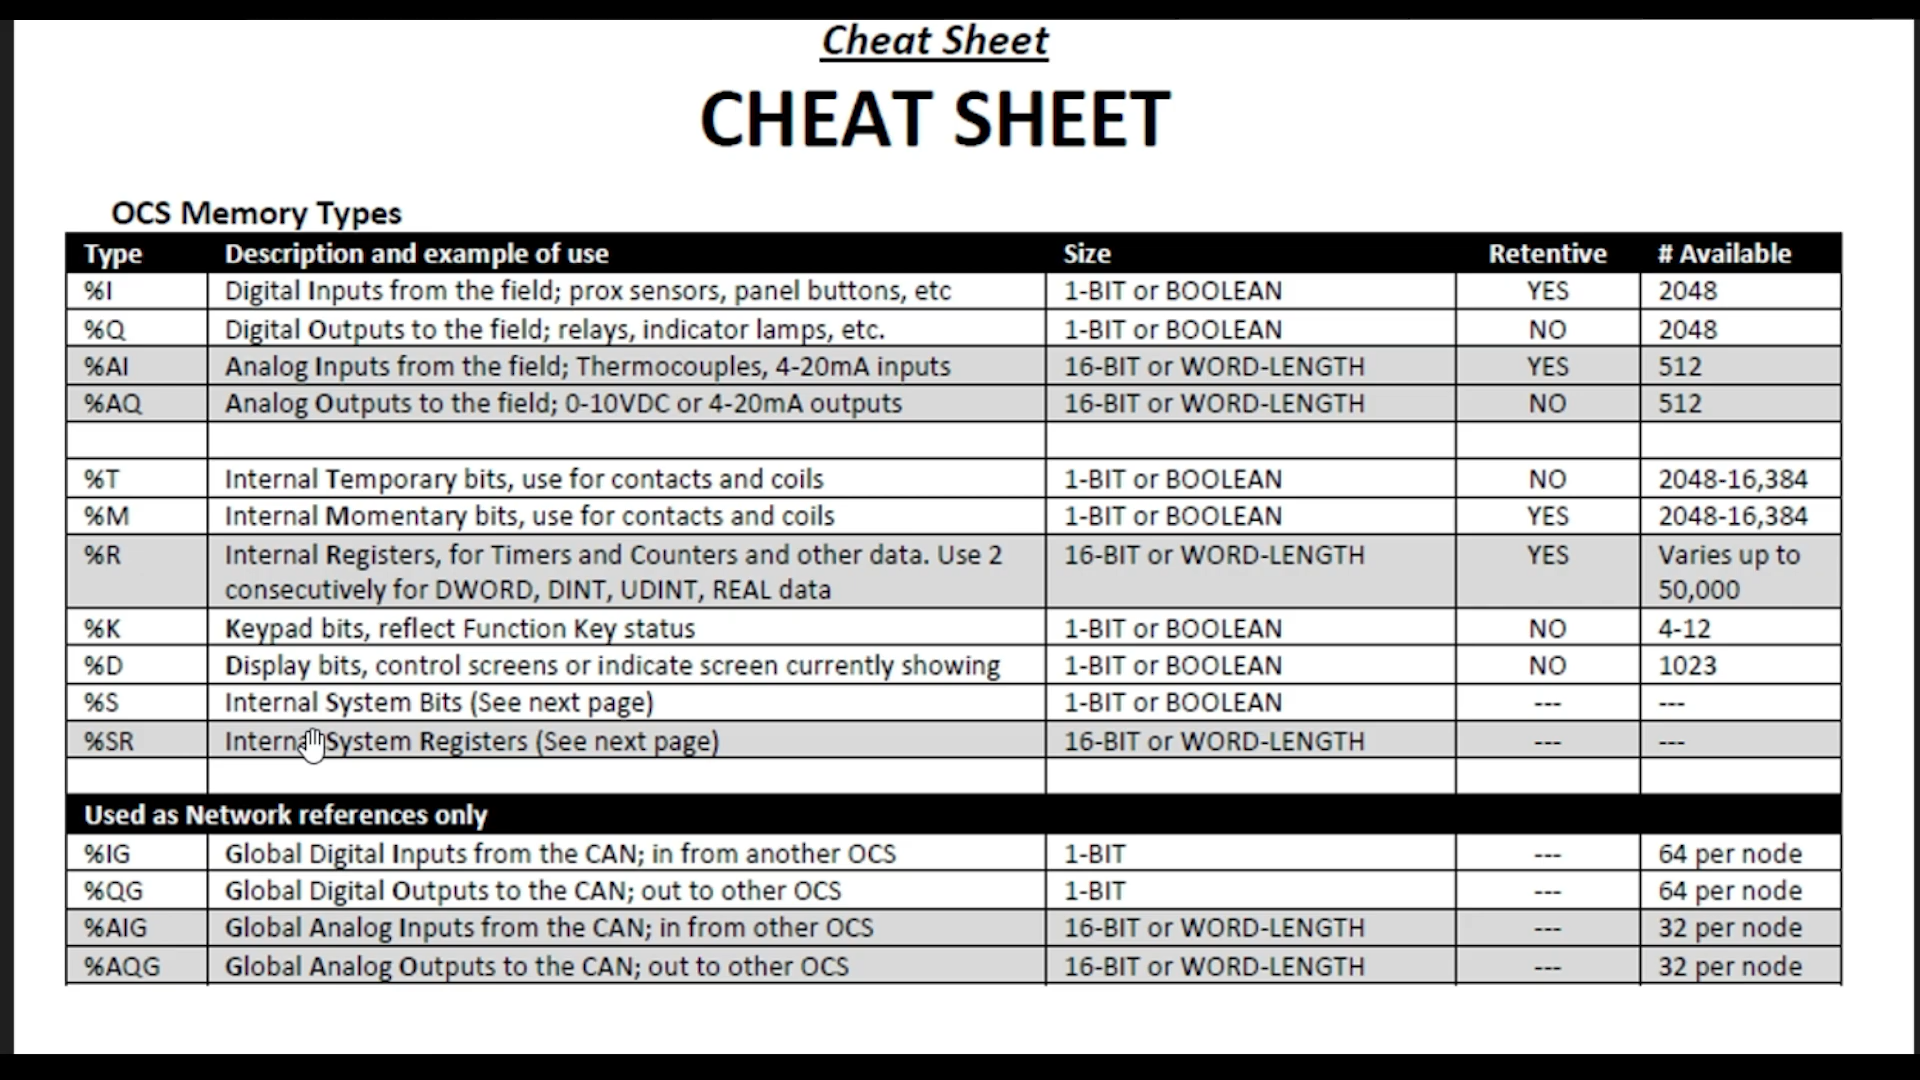 Cheat Sheet
CHEAT SHEET
OCS Memory Types
Type Description and example of use Size Retentive # Available
%I Digital Inputs from the field; prox sensors, panel buttons, etc 1-BIT or BOOLEAN YES 2048
%Q Digital Outputs to the field; relays, indicator lamps, etc. 1-BIT or BOOLEAN NO 2048
%AI Analog Inputs from the field; Thermocouples, 4-20mA inputs 16-BIT or WORD-LENGTH YES 512
%AQ Analog Outputs to the field; 0-10VDC or 4-20mA outputs 16-BIT or WORD-LENGTH NO 512
%T Internal Temporary bits, use for contacts and coils 1-BIT or BOOLEAN NO 2048-16,384
%M Internal Momentary bits, use for contacts and coils 1-BIT or BOOLEAN YES 2048-16,384
%R Internal Registers, for Timers and Counters and other data. Use 2 16-BIT or WORD-LENGTH YES Varies up to
consecutively for DWORD, DINT, UDINT, REAL data 50,000
%K Keypad bits, reflect Function Key status 1-BIT or BOOLEAN NO 4-12
%D Display bits, control screens or indicate screen currently showing 1-BIT or BOOLEAN NO 1023
%S Internal System Bits (See next page) 1-BIT or BOOLEAN --- ---
%SR Internal System Registers (See next page) 16-BIT or WORD-LENGTH --- ---
Used as Network references only
%IG Global Digital Inputs from the CAN; in from another OCS 1-BIT --- 64 per node
%QG Global Digital Outputs to the CAN; out to other OCS 1-BIT --- 64 per node
%AIG Global Analog Inputs from the CAN; in from other OCS 16-BIT or WORD-LENGTH --- 32 per node
%AQG Global Analog Outputs to the CAN; out to other OCS 16-BIT or WORD-LENGTH --- 32 per node